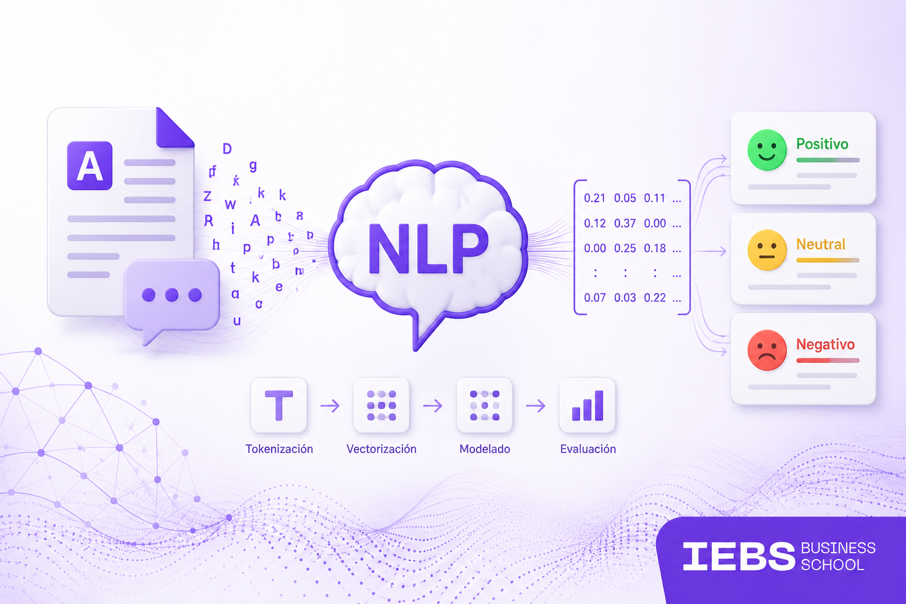 A
D
g
f
k
Z
w
k
k
R
i
A
b
a
h
p
p
t
b
t
k
b
m
a
e
a
u
NLP
0.21 0.05 0.11 ...
0.12 0.37 0.00 ...
0.00 0.25 0.18 ...
: : : ...
0.07 0.03 0.22 ...
Positivo
Neutral
Negativo
T
Tokenización
Vectorización
Modelado
Evaluación
IEBS BUSINESS
SCHOOL